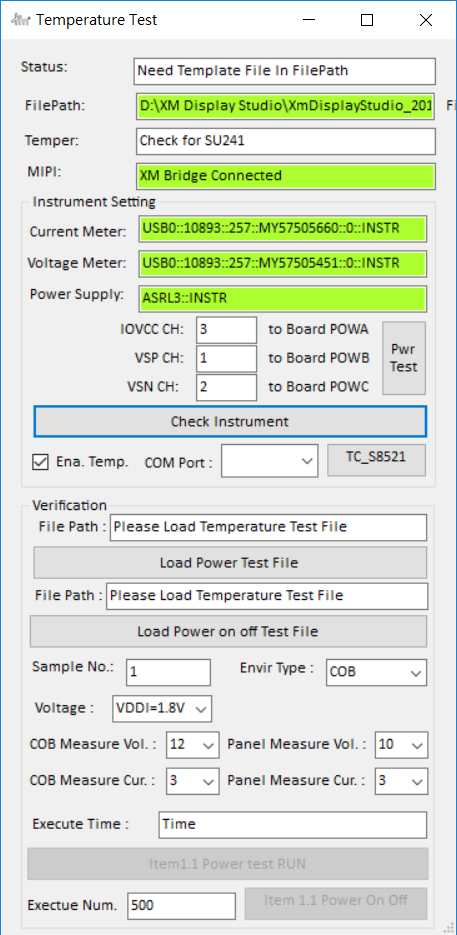 Temperature Test
Status: Need Template File In FilePath
FilePath: D:\XM Display Studio\XmDisplayStudio_201 Fi
Temper: Check for SU241
MIPI: XM Bridge Connected
Instrument Setting
Current Meter: USB0::10893::257::MY57505660::0::INSTR
Voltage Meter: USB0::10893::257::MY57505451::0::INSTR
Power Supply: ASRL3::INSTR
IOVCC CH: 3 to Board POWA
VSP CH: 1 to Board POWB
VSN CH: 2 to Board POWC
Pwr
Test
Check Instrument
Ena. Temp. COM Port : TC_S8521
Verification
File Path : Please Load Temperature Test File
Load Power Test File
File Path : Please Load Temperature Test File
Load Power on off Test File
Sample No.: 1 Envir Type : COB
Voltage : VDDI=1.8V
COB Measure Vol. : 12 Panel Measure Vol. : 10
COB Measure Cur. : 3 Panel Measure Cur. : 3
Execute Time : Time
Item1.1 Power test RUN
Exectue Num. 500 Item 1.1 Power On Off